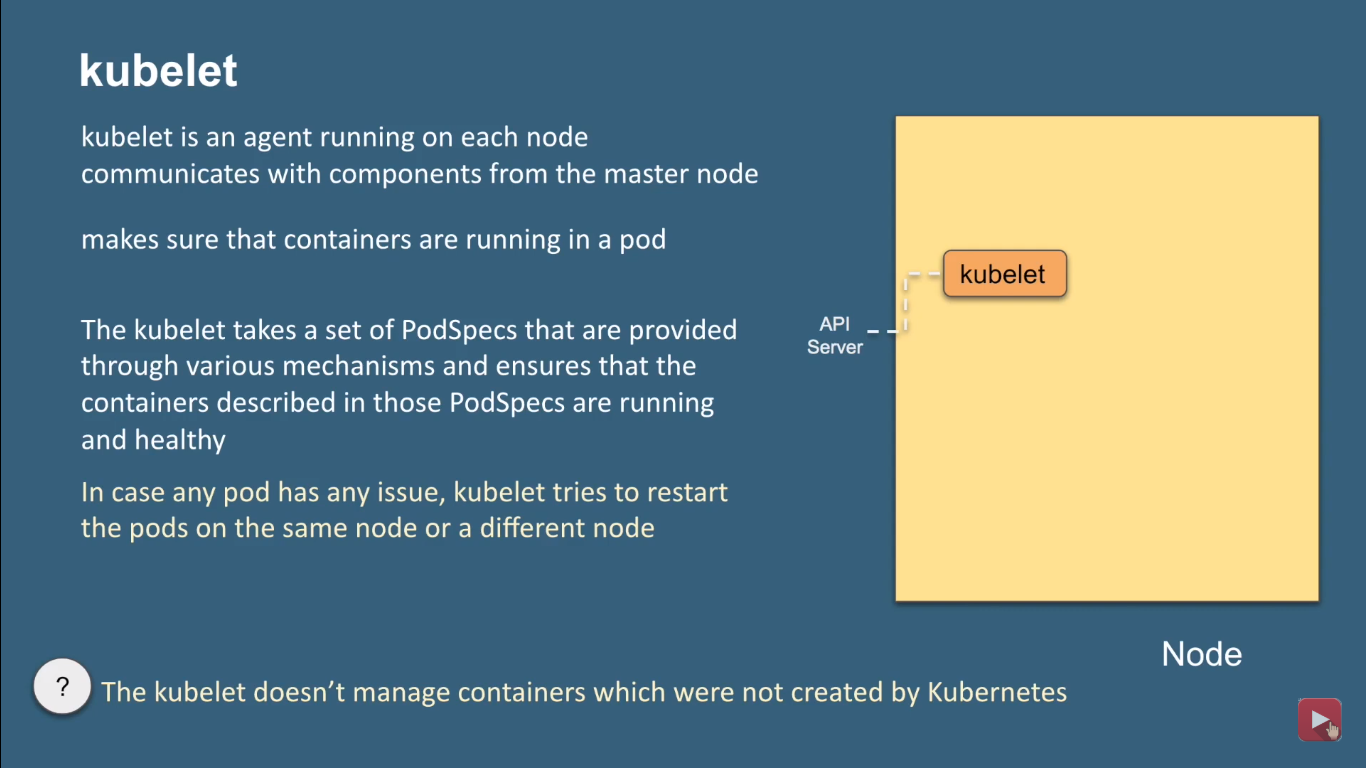 kubelet
kubelet is an agent running on each node
communicates with components from the master node
makes sure that containers are running in a pod
The kubelet takes a set of PodSpecs that are provided
through various mechanisms and ensures that the
containers described in those PodSpecs are running
and healthy
In case any pod has any issue, kubelet tries to restart
the pods on the same node or a different node
kubelet
API
Server
Node
?
The kubelet doesn’t manage containers which were not created by Kubernetes